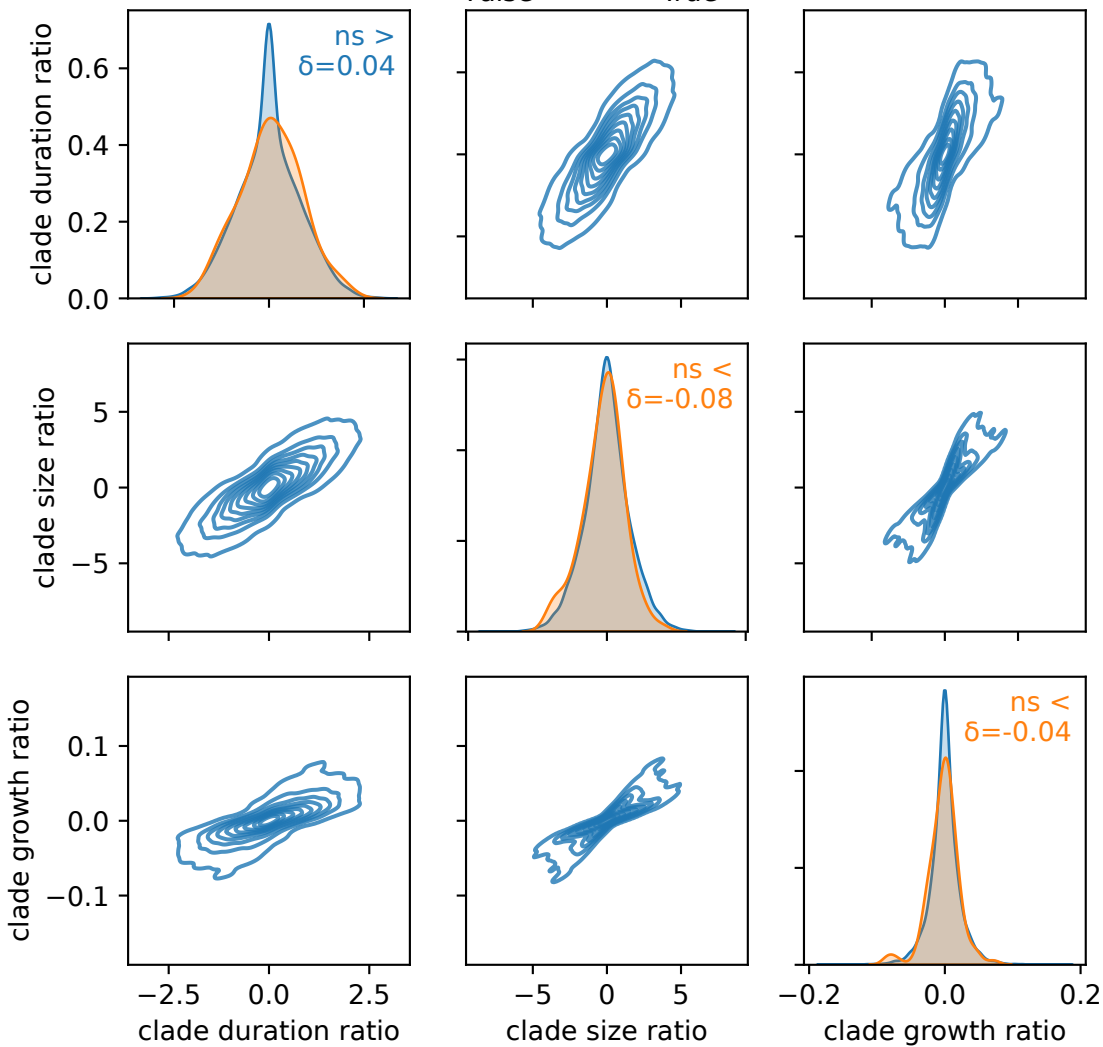 clade duration ratio
0.6
0.4
0.2
0.0
ns >
δ=0.04
clade size ratio
5
0
−5
ns <
δ=-0.08
clade growth ratio
0.1
0.0
−0.1
ns <
δ=-0.04
−2.5 0.0 2.5
clade duration ratio
−5 0 5
clade size ratio
−0.2 0.0 0.2
clade growth ratio